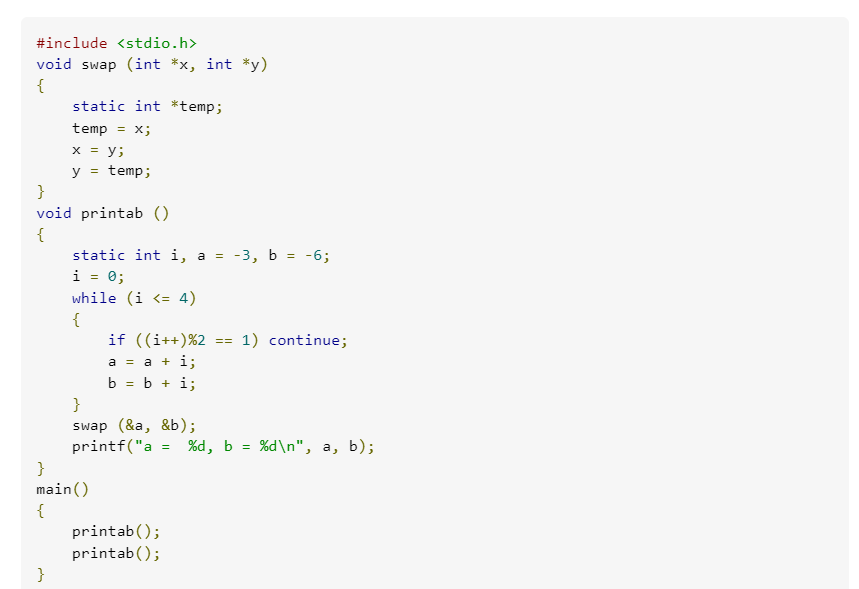 #include <stdio.h>
void swap (int *x, int *y)
{
    static int *temp;
    temp = x;
    x = y;
    y = temp;
}
void printab ()
{
    static int i, a = -3, b = -6;
    i = 0;
    while (i <= 4)
    {
        if ((i++)%2 == 1) continue;
        a = a + i;
        b = b + i;
    }
    swap (&a, &b);
    printf("a =  %d, b = %d\n", a, b);
}
main()
{
    printab();
    printab();
}